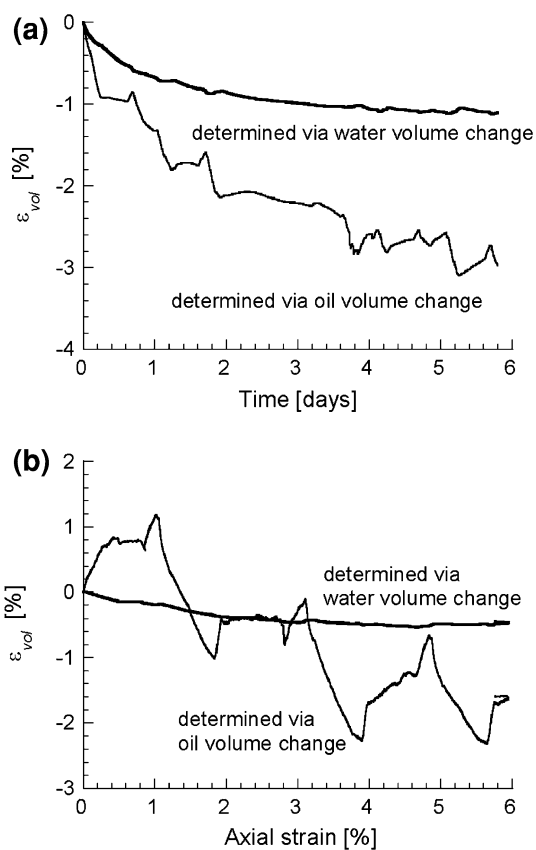 (a)
0
-1
-2
-3
-4
ε vol [%]
determined via water volume change
determined via oil volume change
0 1 2 3 4 5 6
Time [days]
(b)
2
1
0
-1
-2
-3
ε vol [%]
determined via
water volume change
determined via
oil volume change
0 1 2 3 4 5 6
Axial strain [%]